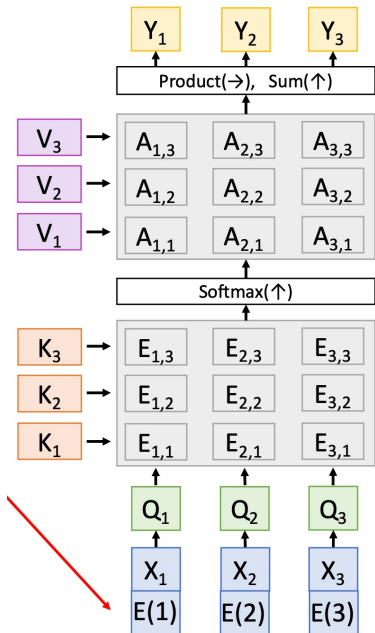 Y₁ Y₂ Y₃
Product(→), Sum(↑)
V₃ A₁,₃ A₂,₃ A₃,₃
V₂ A₁,₂ A₂,₂ A₃,₂
V₁ A₁,₁ A₂,₁ A₃,₁
Softmax(↑)
K₃ E₁,₃ E₂,₃ E₃,₃
K₂ E₁,₂ E₂,₂ E₃,₂
K₁ E₁,₁ E₂,₁ E₃,₁
Q₁ Q₂ Q₃
X₁ X₂ X₃
E(1) E(2) E(3)